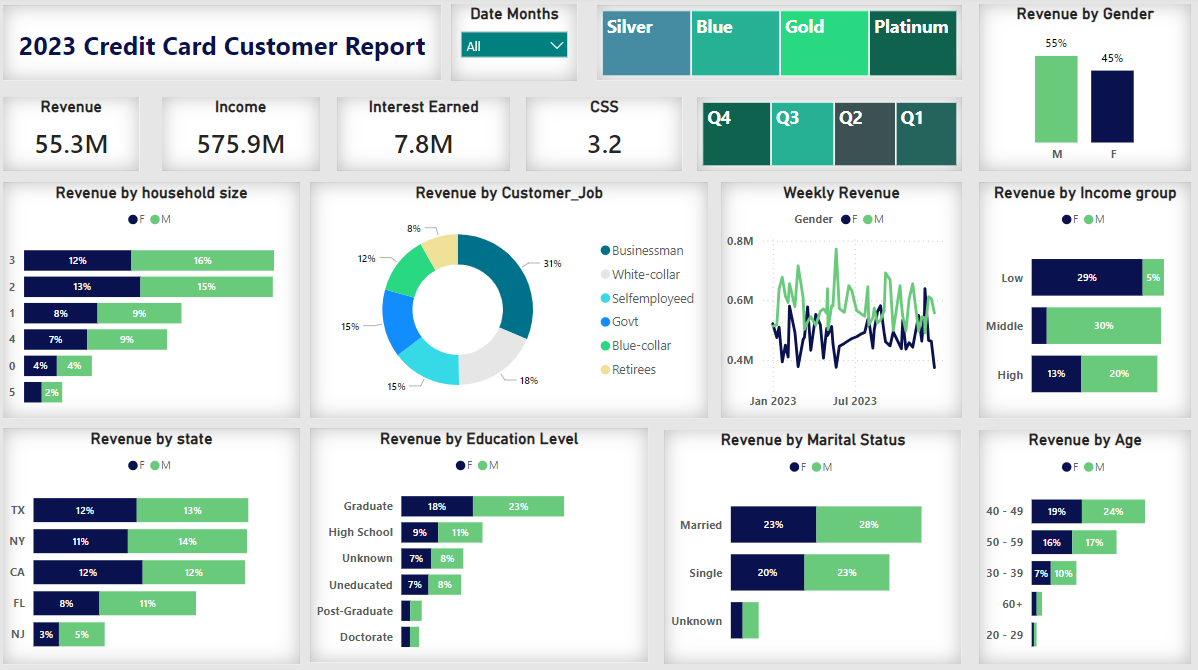 2023 Credit Card Customer Report
Date Months
All
Silver
Blue
Gold
Platinum
Revenue by Gender
55%
45%
M
F
Revenue
55.3M
Income
575.9M
Interest Earned
7.8M
CSS
3.2
Q4
Q3
Q2
Q1
Revenue by household size
F M
3 12% 16%
2 13% 15%
1 8% 9%
4 7% 9%
0 4% 4%
5 2%
Revenue by Customer_Job
8%
31%
12%
15%
15%
18%
Businessman
White-collar
Selfemployeed
Govt
Blue-collar
Retirees
Weekly Revenue
Gender F M
0.8M
0.6M
0.4M
Jan 2023 Jul 2023
Revenue by Income group
F M
Low 29% 5%
Middle 30%
High 13% 20%
Revenue by state
F M
TX 12% 13%
NY 11% 14%
CA 12% 12%
FL 8% 11%
NJ 3% 5%
Revenue by Education Level
F M
Graduate 18% 23%
High School 9% 11%
Unknown 7% 8%
Uneducated 7% 8%
Post-Graduate
Doctorate
Revenue by Marital Status
F M
Married 23% 28%
Single 20% 23%
Unknown
Revenue by Age
F M
40 - 49 19% 24%
50 - 59 16% 17%
30 - 39 7% 10%
60+
20 - 29